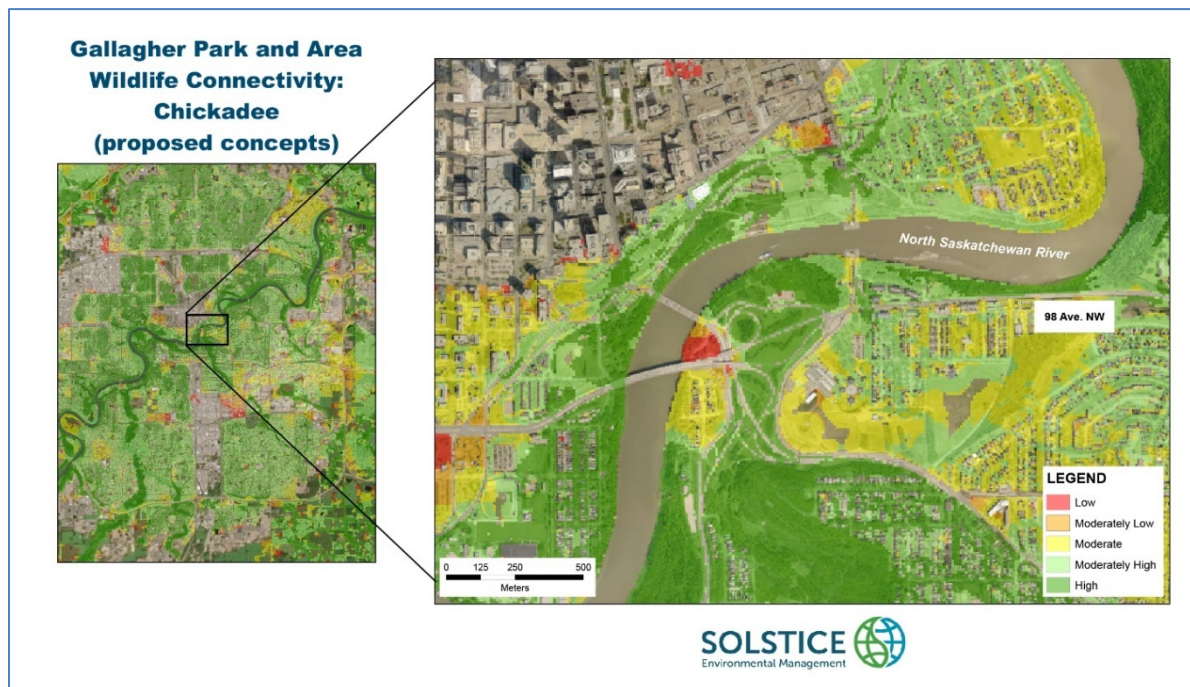 Gallagher Park and Area
Wildlife Connectivity:
Chickadee
(proposed concepts)
North Saskatchewan River
98 Ave. NW
LEGEND
Low
Moderately Low
Moderate
Moderately High
High
0 125 250 500
Meters
SOLSTICE
Environmental Management